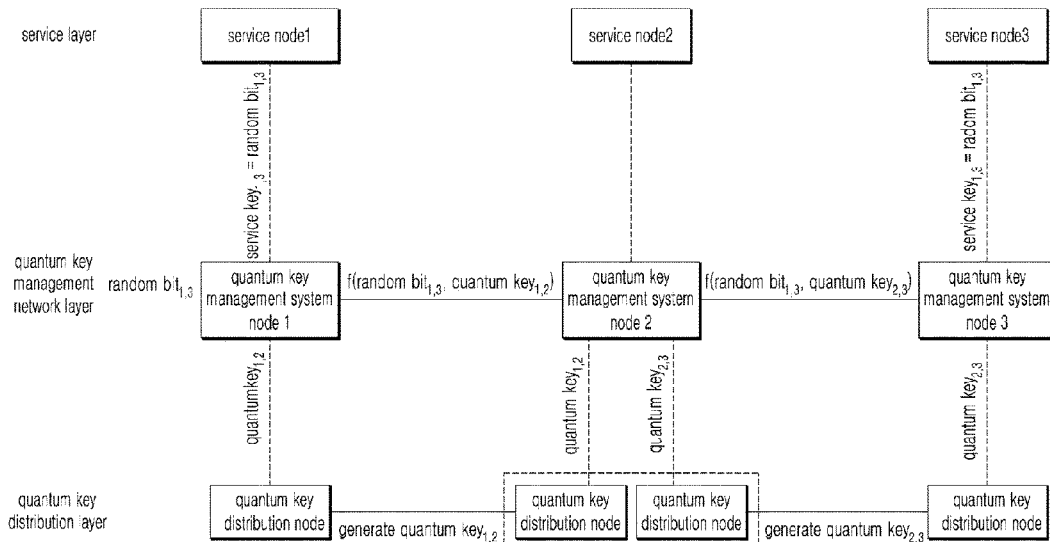 service layer
service node1
service node2
service node3
service key-,3 = random bit1,3
service key1,3 = radom bit1,3
quantum key
management
network layer
random bit1,3
quantum key
management system
node 1
f(random bit1,3, cuantum key1,2)
quantum key
management system
node 2
f(random bit1,3, quantum key2,3)
quantum key
management system
node 3
quantumkey1,2
quantum key1,2
quantum key2,3
quantum key2,3
quantum key
distribution layer
quantum key
distribution node
generate quantum key1,2
quantum key
distribution node
quantum key
distribution node
generate quantum key2,3
quantum key
distribution node